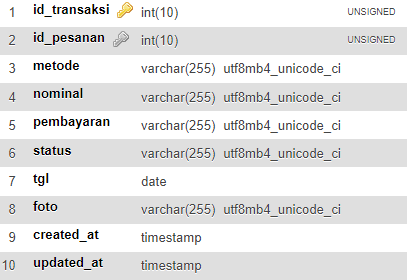 1 id_transaksi int(10) UNSIGNED
2 id_pesanan int(10) UNSIGNED
3 metode varchar(255) utf8mb4_unicode_ci
4 nominal varchar(255) utf8mb4_unicode_ci
5 pembayaran varchar(255) utf8mb4_unicode_ci
6 status varchar(255) utf8mb4_unicode_ci
7 tgl date
8 foto varchar(255) utf8mb4_unicode_ci
9 created_at timestamp
10 updated_at timestamp